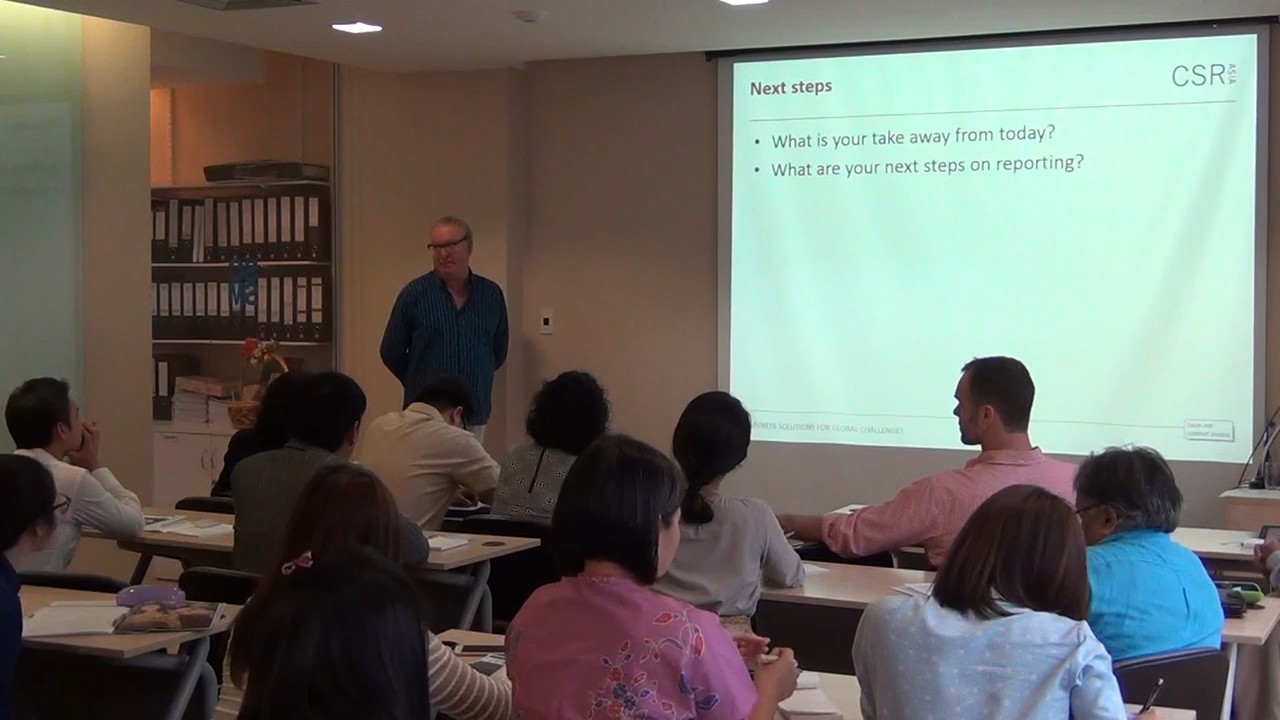 CSR ASIA
Next steps
• What is your take away from today?
• What are your next steps on reporting?
BUSINESS SOLUTIONS FOR GLOBAL CHALLENGES